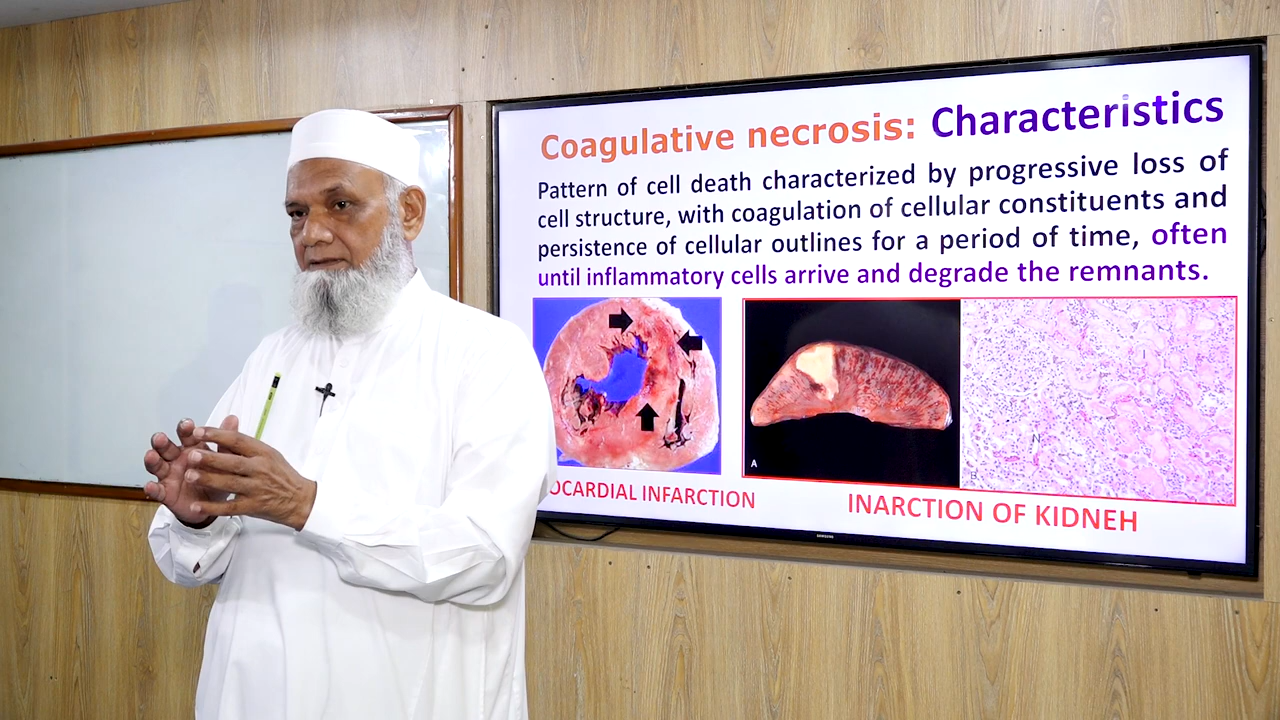 Coagulative necrosis: Characteristics
Pattern of cell death characterized by progressive loss of
cell structure, with coagulation of cellular constituents and
persistence of cellular outlines for a period of time, often
until inflammatory cells arrive and degrade the remnants.
A
N
B
OCARDIAL INFARCTION
INARCTION OF KIDNEH
SAMSUNG